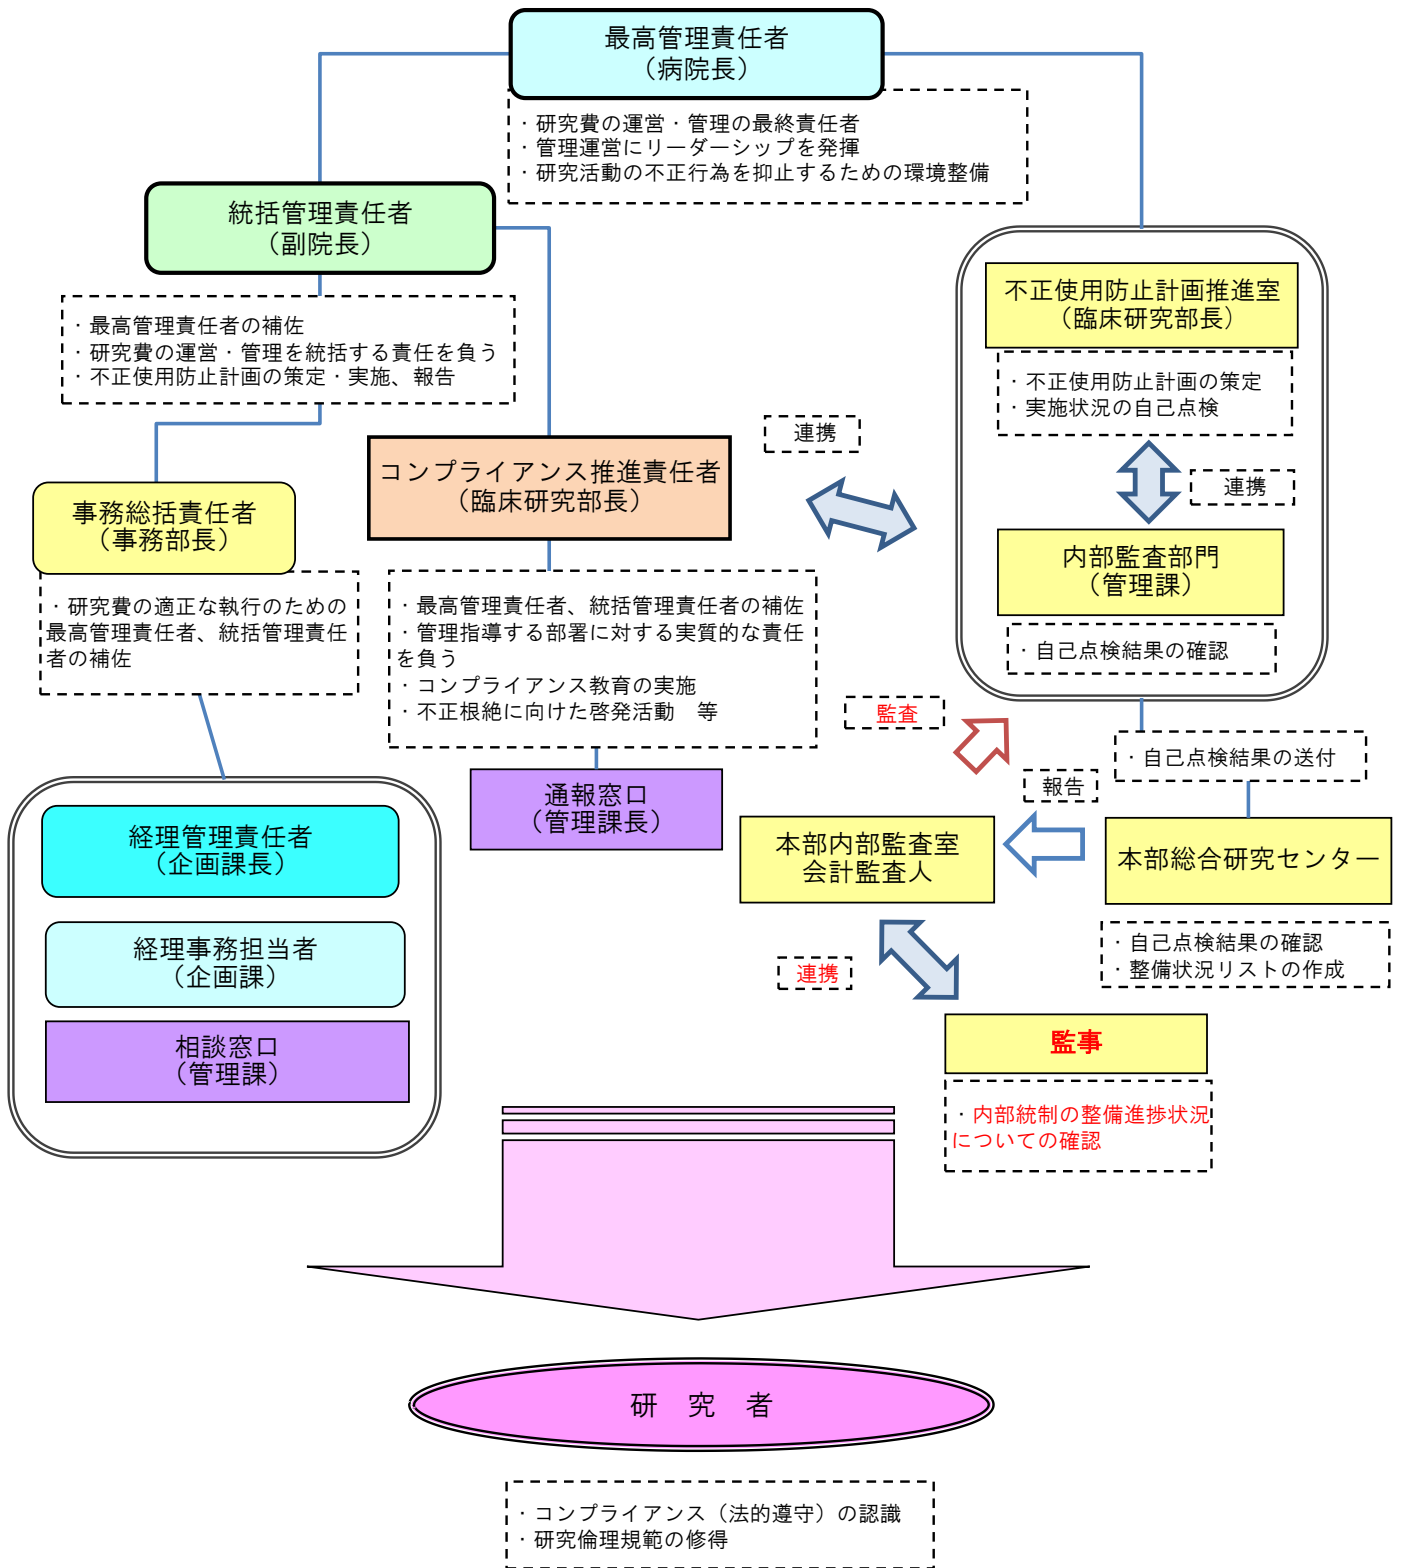 最高管理責任者
（病院長）
・研究費の運営・管理の最終責任者
・管理運営にリーダーシップを発揮
・研究活動の不正行為を抑止するための環境整備
統括管理責任者
（副院長）
・最高管理責任者の補佐
・研究費の運営・管理を統括する責任を負う
・不正使用防止計画の策定・実施、報告
不正使用防止計画推進室
（臨床研究部長）
・不正使用防止計画の策定
・実施状況の自己点検
連携
連携
内部監査部門
（管理課）
・自己点検結果の確認
コンプライアンス推進責任者
（臨床研究部長）
・最高管理責任者、統括管理責任者の補佐
・管理指導する部署に対する実質的な責任
を負う
・コンプライアンス教育の実施
・不正根絶に向けた啓発活動　等
事務総括責任者
（事務部長）
・研究費の適正な執行のための
最高管理責任者、統括管理責任
者の補佐
監査
・自己点検結果の送付
報告
通報窓口
（管理課長）
本部内部監査室
会計監査人
本部総合研究センター
・自己点検結果の確認
・整備状況リストの作成
経理管理責任者
（企画課長）
経理事務担当者
（企画課）
相談窓口
（管理課）
連携
監事
・内部統制の整備進捗状況
についての確認
研　究　者
・コンプライアンス（法的遵守）の認識
・研究倫理規範の修得